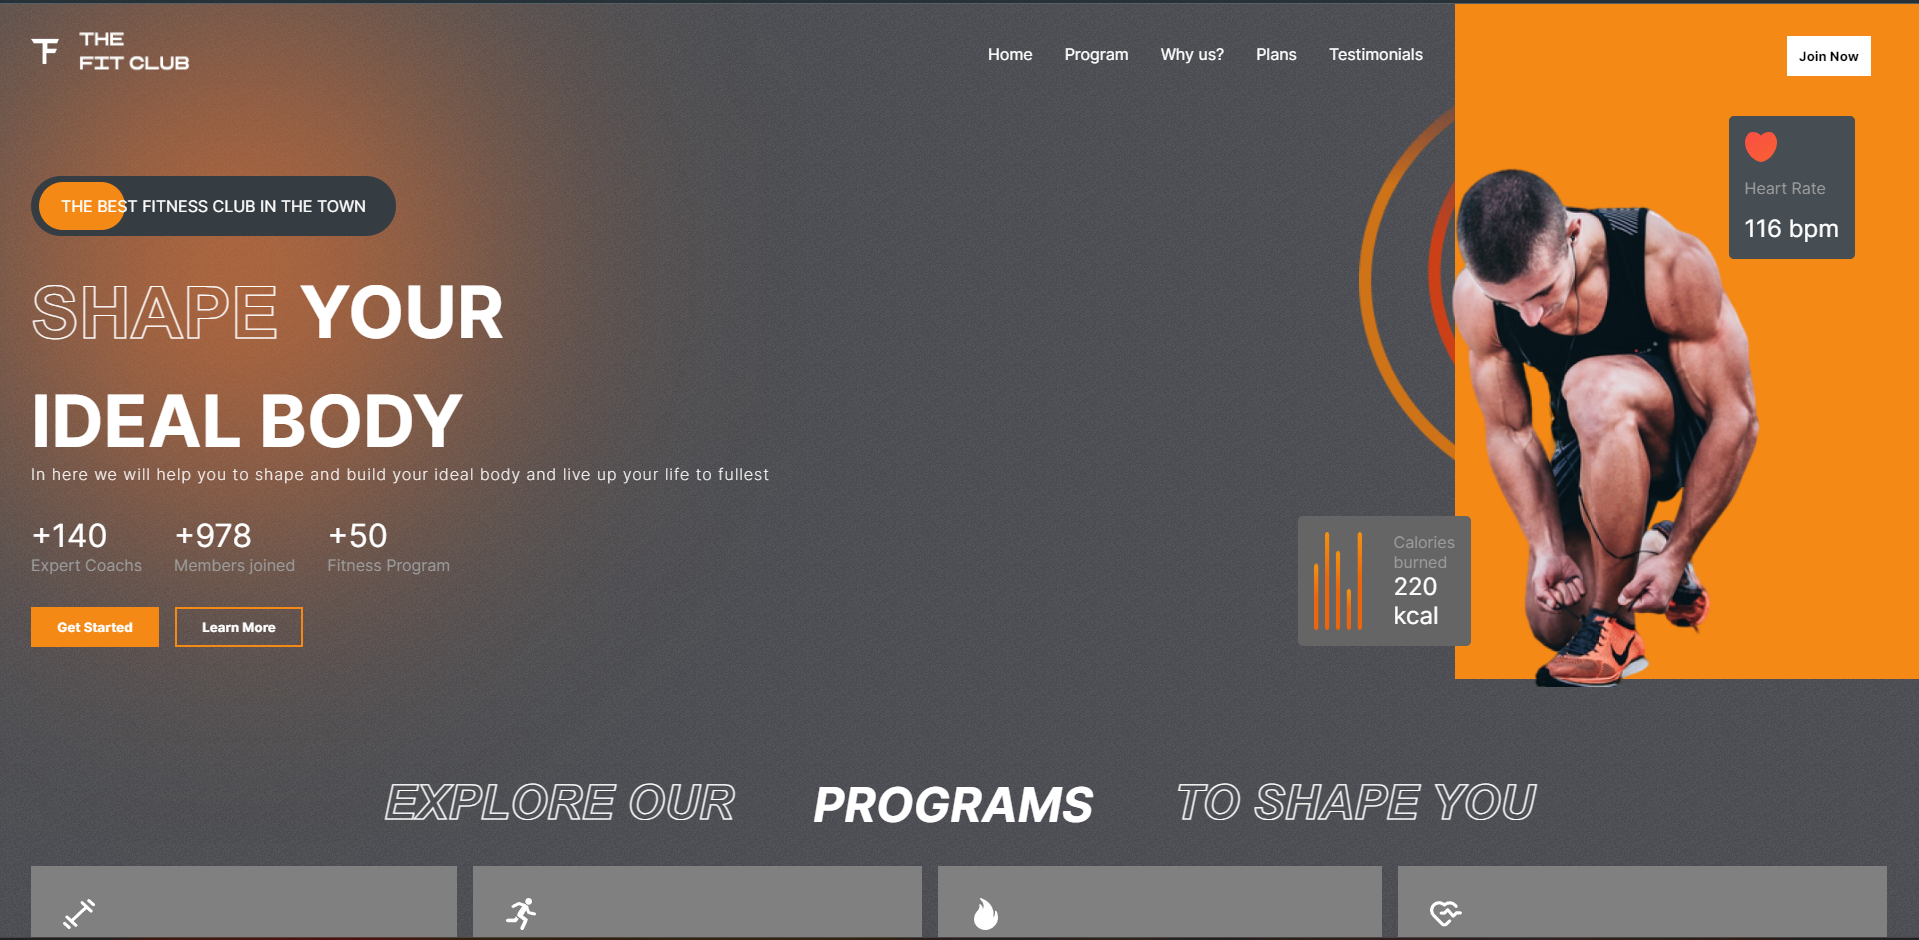 THE
FIT CLUB
Home Program Why us? Plans Testimonials
Join Now
THE BEST FITNESS CLUB IN THE TOWN
SHAPE YOUR
IDEAL BODY
In here we will help you to shape and build your ideal body and live up your life to fullest
+140 +978 +50
Expert Coachs Members joined Fitness Program
Get Started Learn More
Heart Rate
116 bpm
Calories
burned
220
kcal
EXPLORE OUR PROGRAMS TO SHAPE YOU